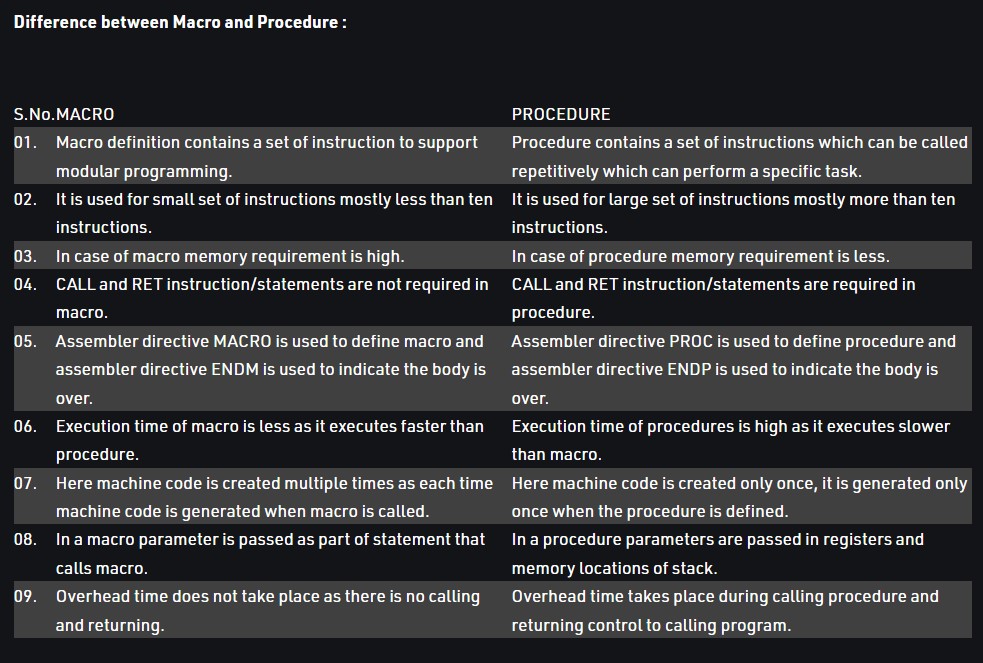 Difference between Macro and Procedure :
S.No. MACRO PROCEDURE
01. Macro definition contains a set of instruction to support Procedure contains a set of instructions which can be called
modular programming. repetitively which can perform a specific task.
02. It is used for small set of instructions mostly less than ten It is used for large set of instructions mostly more than ten
instructions. instructions.
03. In case of macro memory requirement is high. In case of procedure memory requirement is less.
04. CALL and RET instruction/statements are not required in CALL and RET instruction/statements are required in
macro. procedure.
05. Assembler directive MACRO is used to define macro and Assembler directive PROC is used to define procedure and
assembler directive ENDM is used to indicate the body is assembler directive ENDP is used to indicate the body is
over. over.
06. Execution time of macro is less as it executes faster than Execution time of procedures is high as it executes slower
procedure. than macro.
07. Here machine code is created multiple times as each time Here machine code is created only once, it is generated only
machine code is generated when macro is called. once when the procedure is defined.
08. In a macro parameter is passed as part of statement that In a procedure parameters are passed in registers and
calls macro. memory locations of stack.
09. Overhead time does not take place as there is no calling Overhead time takes place during calling procedure and
and returning. returning control to calling program.